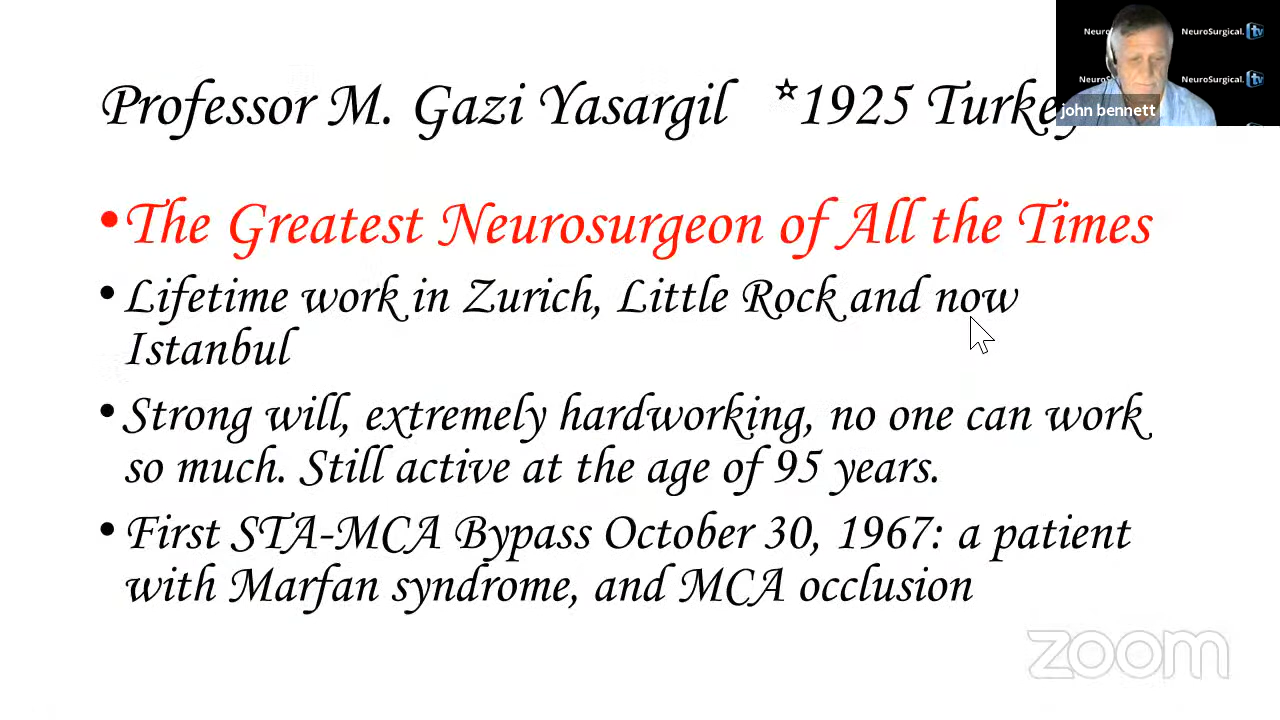 Professor M. Gazi Yasargil *1925 Turkey
• The Greatest Neurosurgeon of All the Times
• Lifetime work in Zurich, Little Rock and now
Istanbul
• Strong will, extremely hardworking, no one can work
so much. Still active at the age of 95 years.
• First STA-MCA Bypass October 30, 1967: a patient
with Marfan syndrome, and MCA occlusion
NeuroSurgical.tv
NeuroSurgical.tv
john bennett
zoom